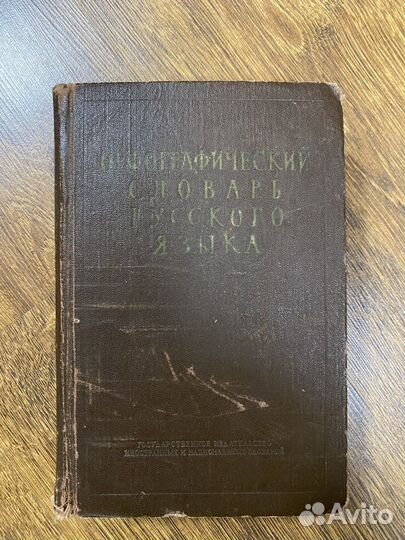 ОРФОГРАФИЧЕСКИЙ
СЛОВАРЬ
РУССКОГО
ЯЗЫКА
ГОСУДАРСТВЕННОЕ ИЗДАТЕЛЬСТВО
ИНОСТРАННЫХ И НАЦИОНАЛЬНЫХ СЛОВАРЕЙ
Avito